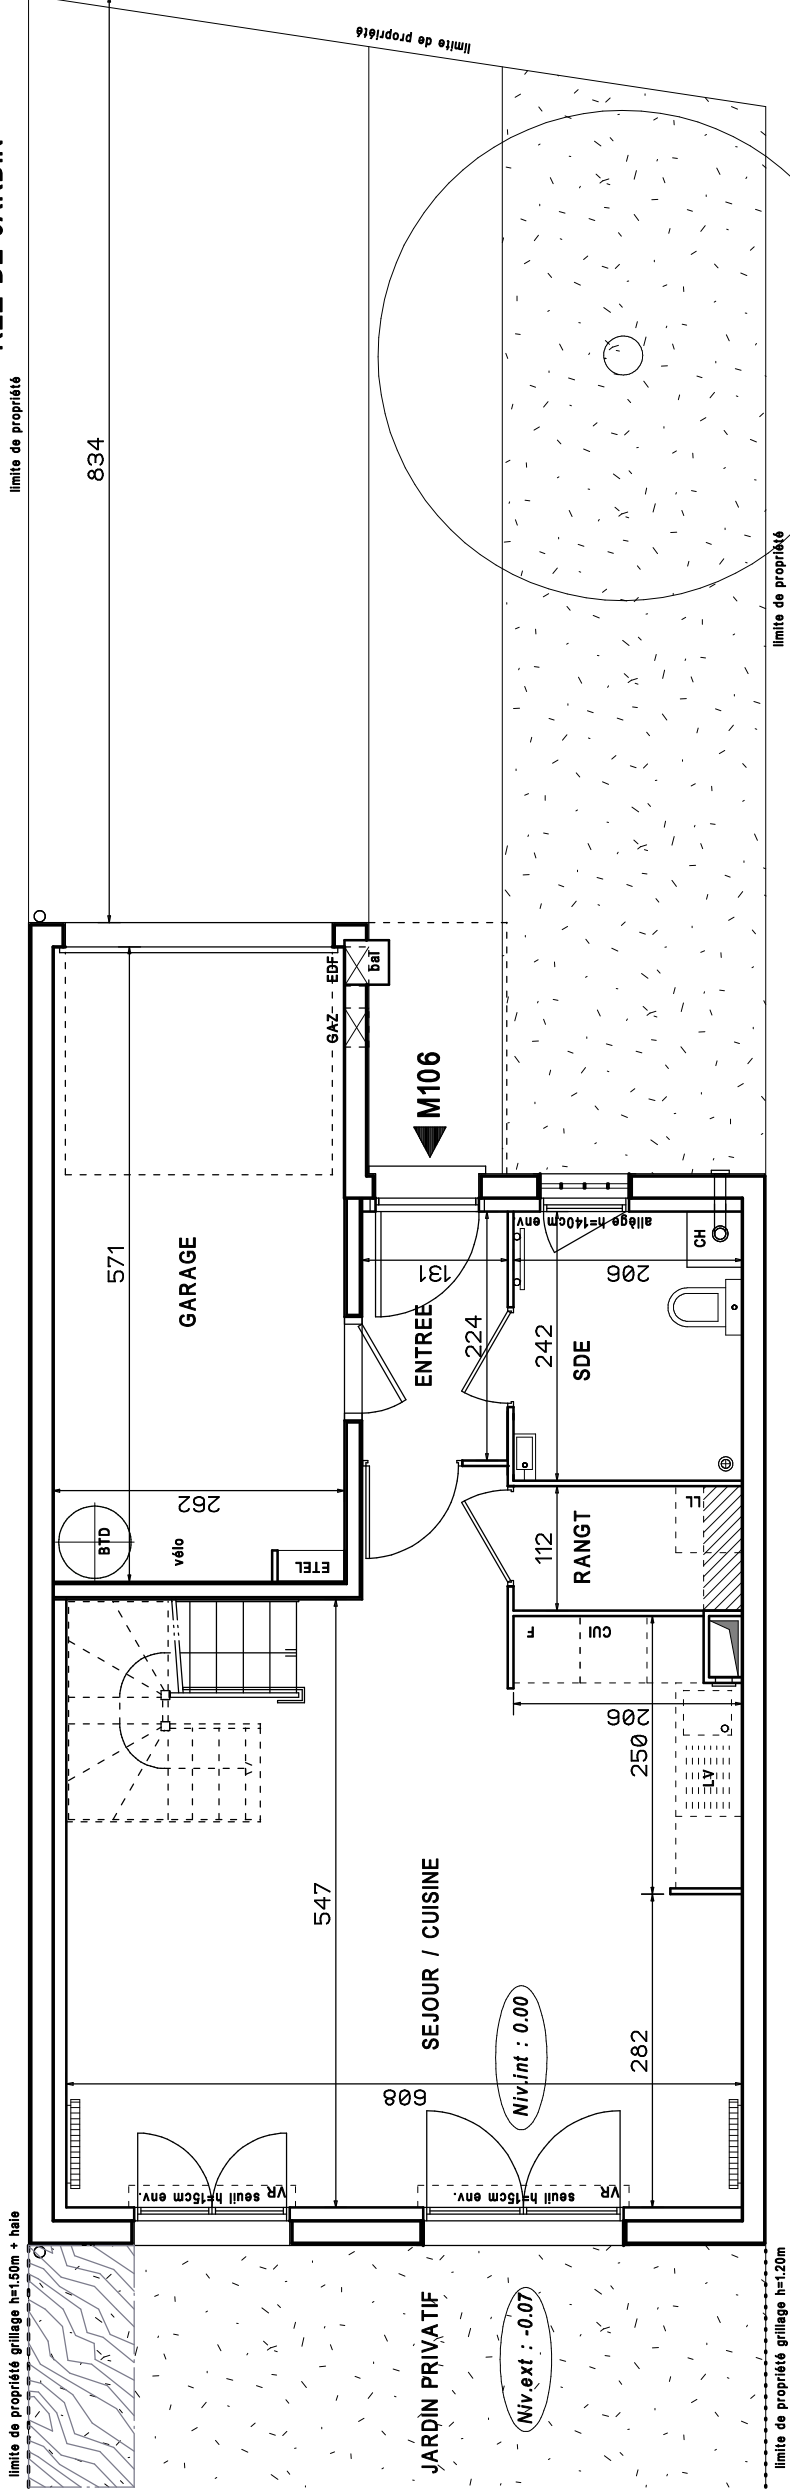 limite de propriété
limite de propriété
834
limite de propriété
EDF
bal
GAZ
M106
GARAGE
571
262
BTD
vélo
ETEL
ENTREE
131
224
allège h=140cm env
206
CH
242
SDE
112
RANGT
LL
F
CUI
206
250
LV
547
SEJOUR / CUISINE
282
Niv.int : 0.00
608
VR
seuil h=15cm env.
VR
seuil h=15cm env.
limite de propriété grillage h=1.50m + haie
JARDIN PRIVATIF
Niv.ext : -0.07
limite de propriété grillage h=1.20m